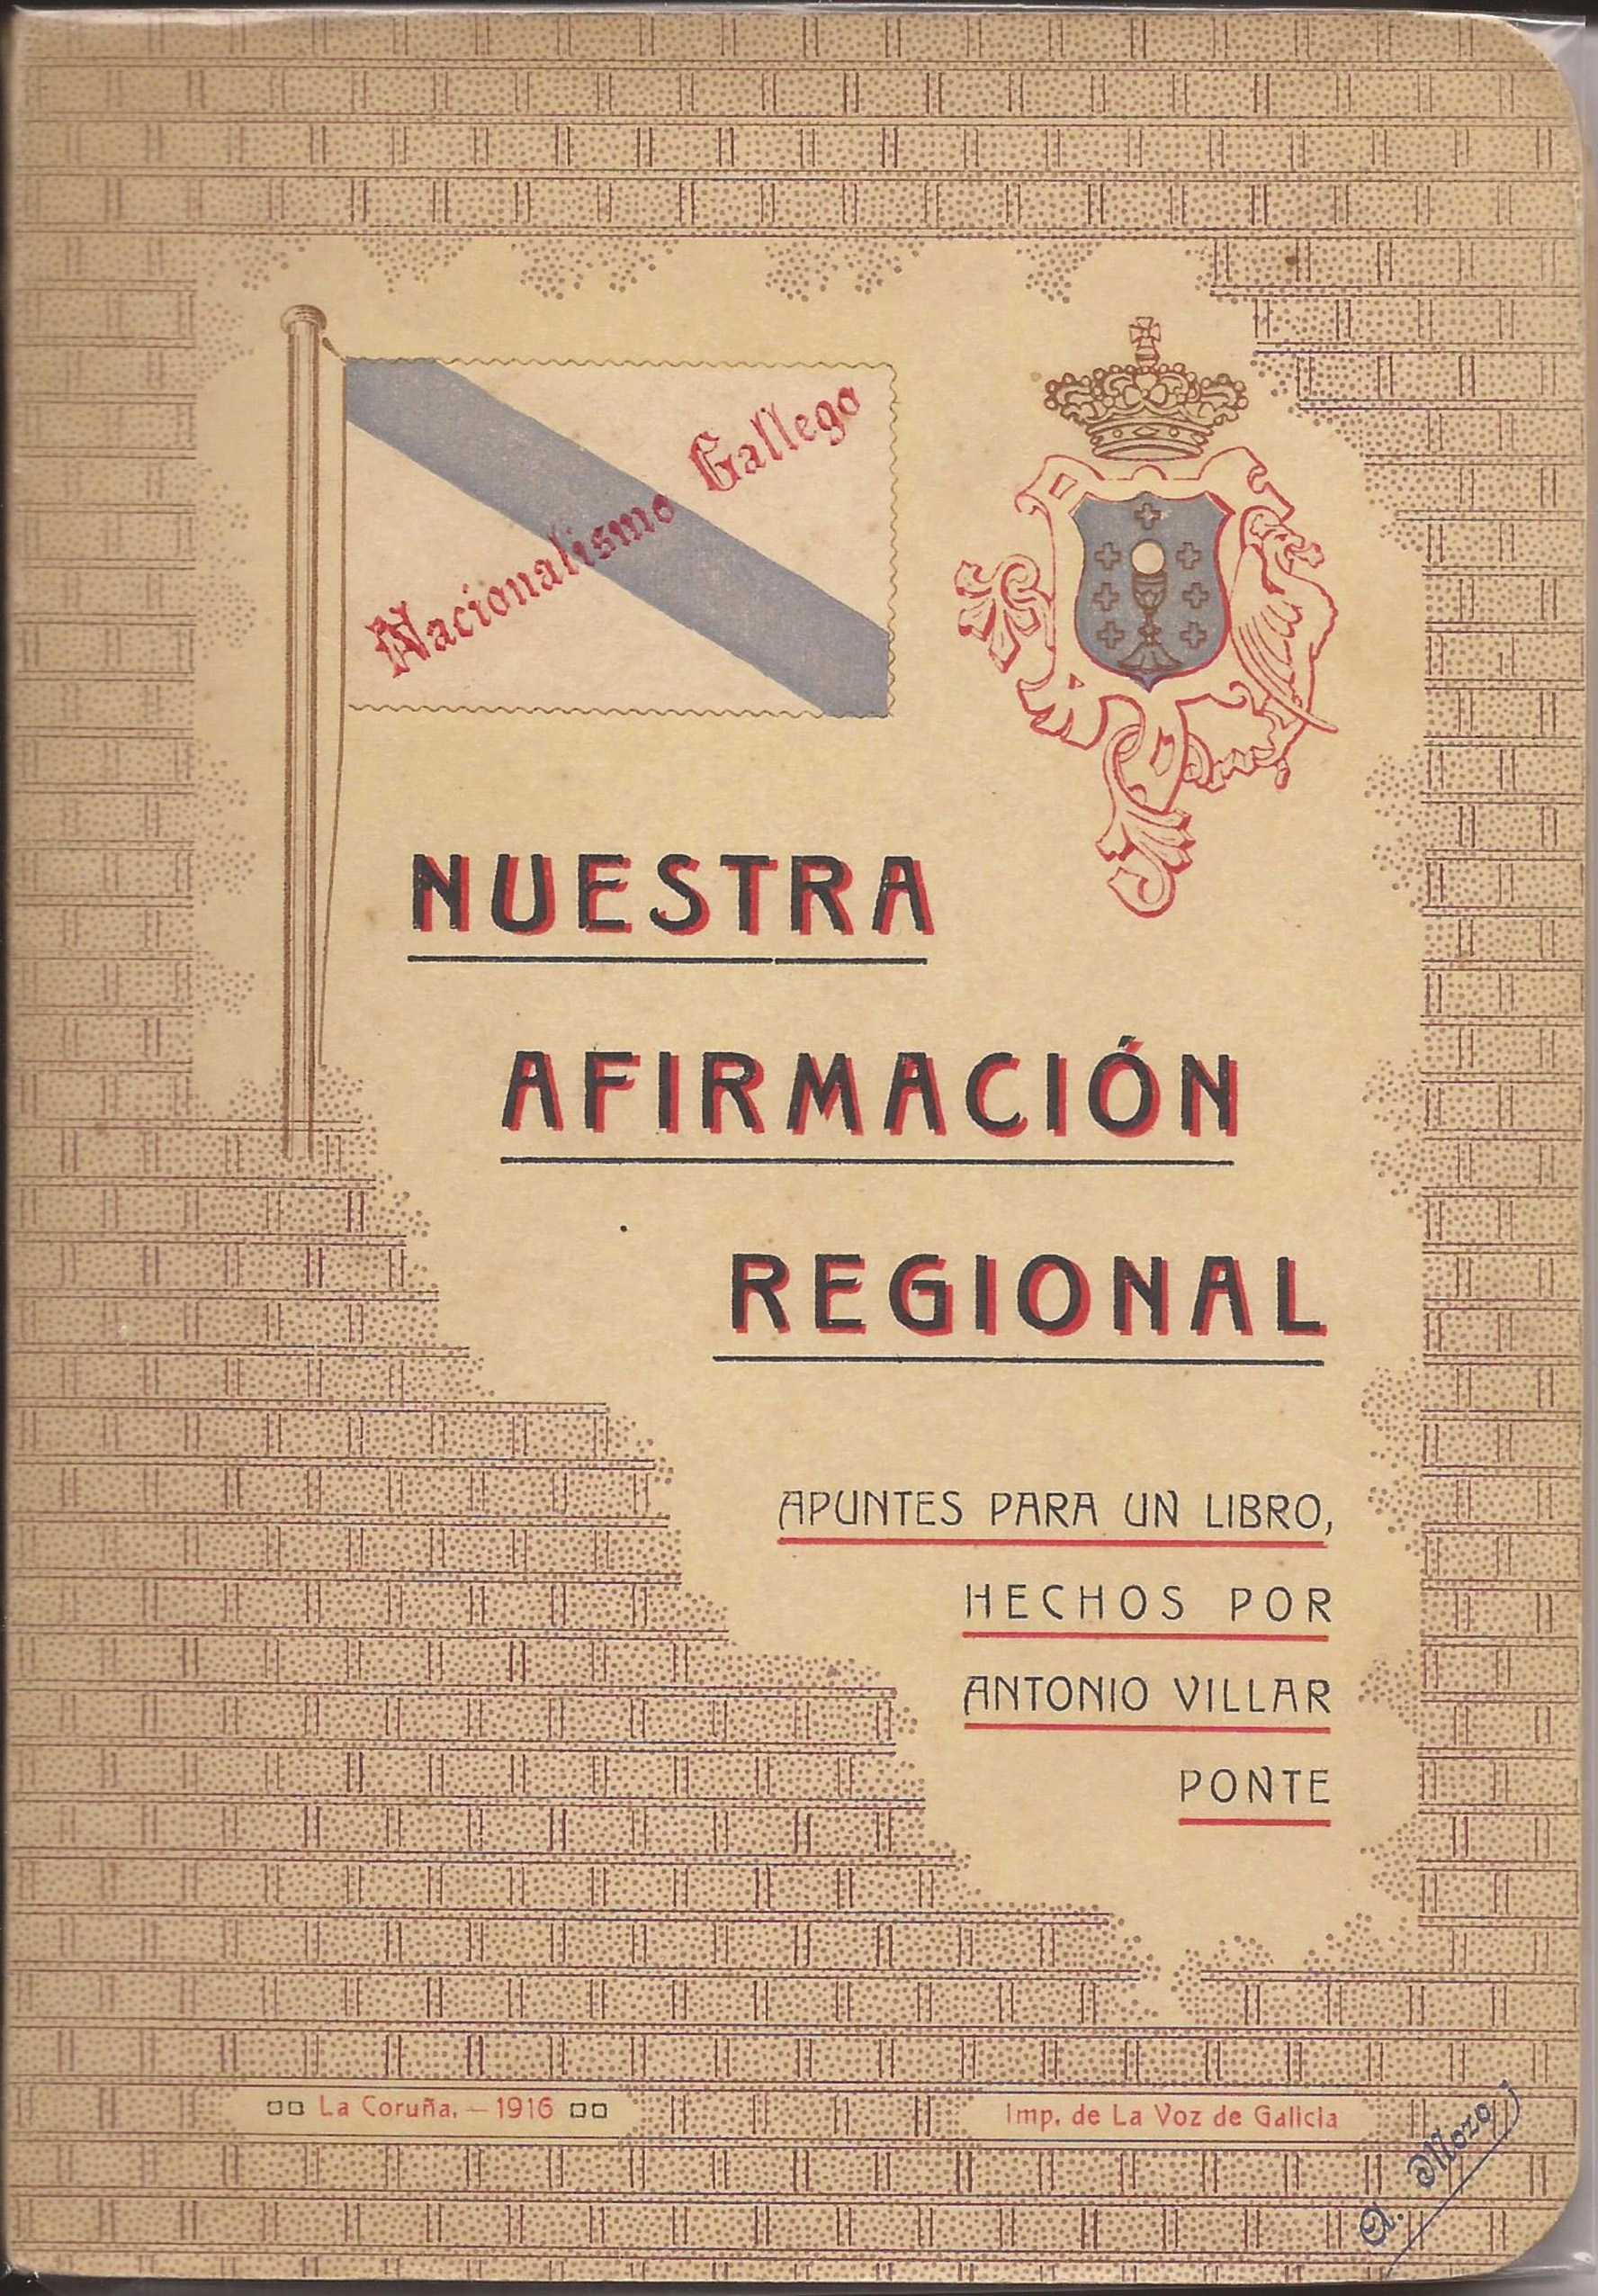 Nacionalismo Gallego
NUESTRA
AFIRMACIÓN
REGIONAL
APUNTES PARA UN LIBRO,
HECHOS POR
ANTONIO VILLAR
PONTE
La Coruña. — 1916
Imp. de La Voz de Galicia
A. Mozo